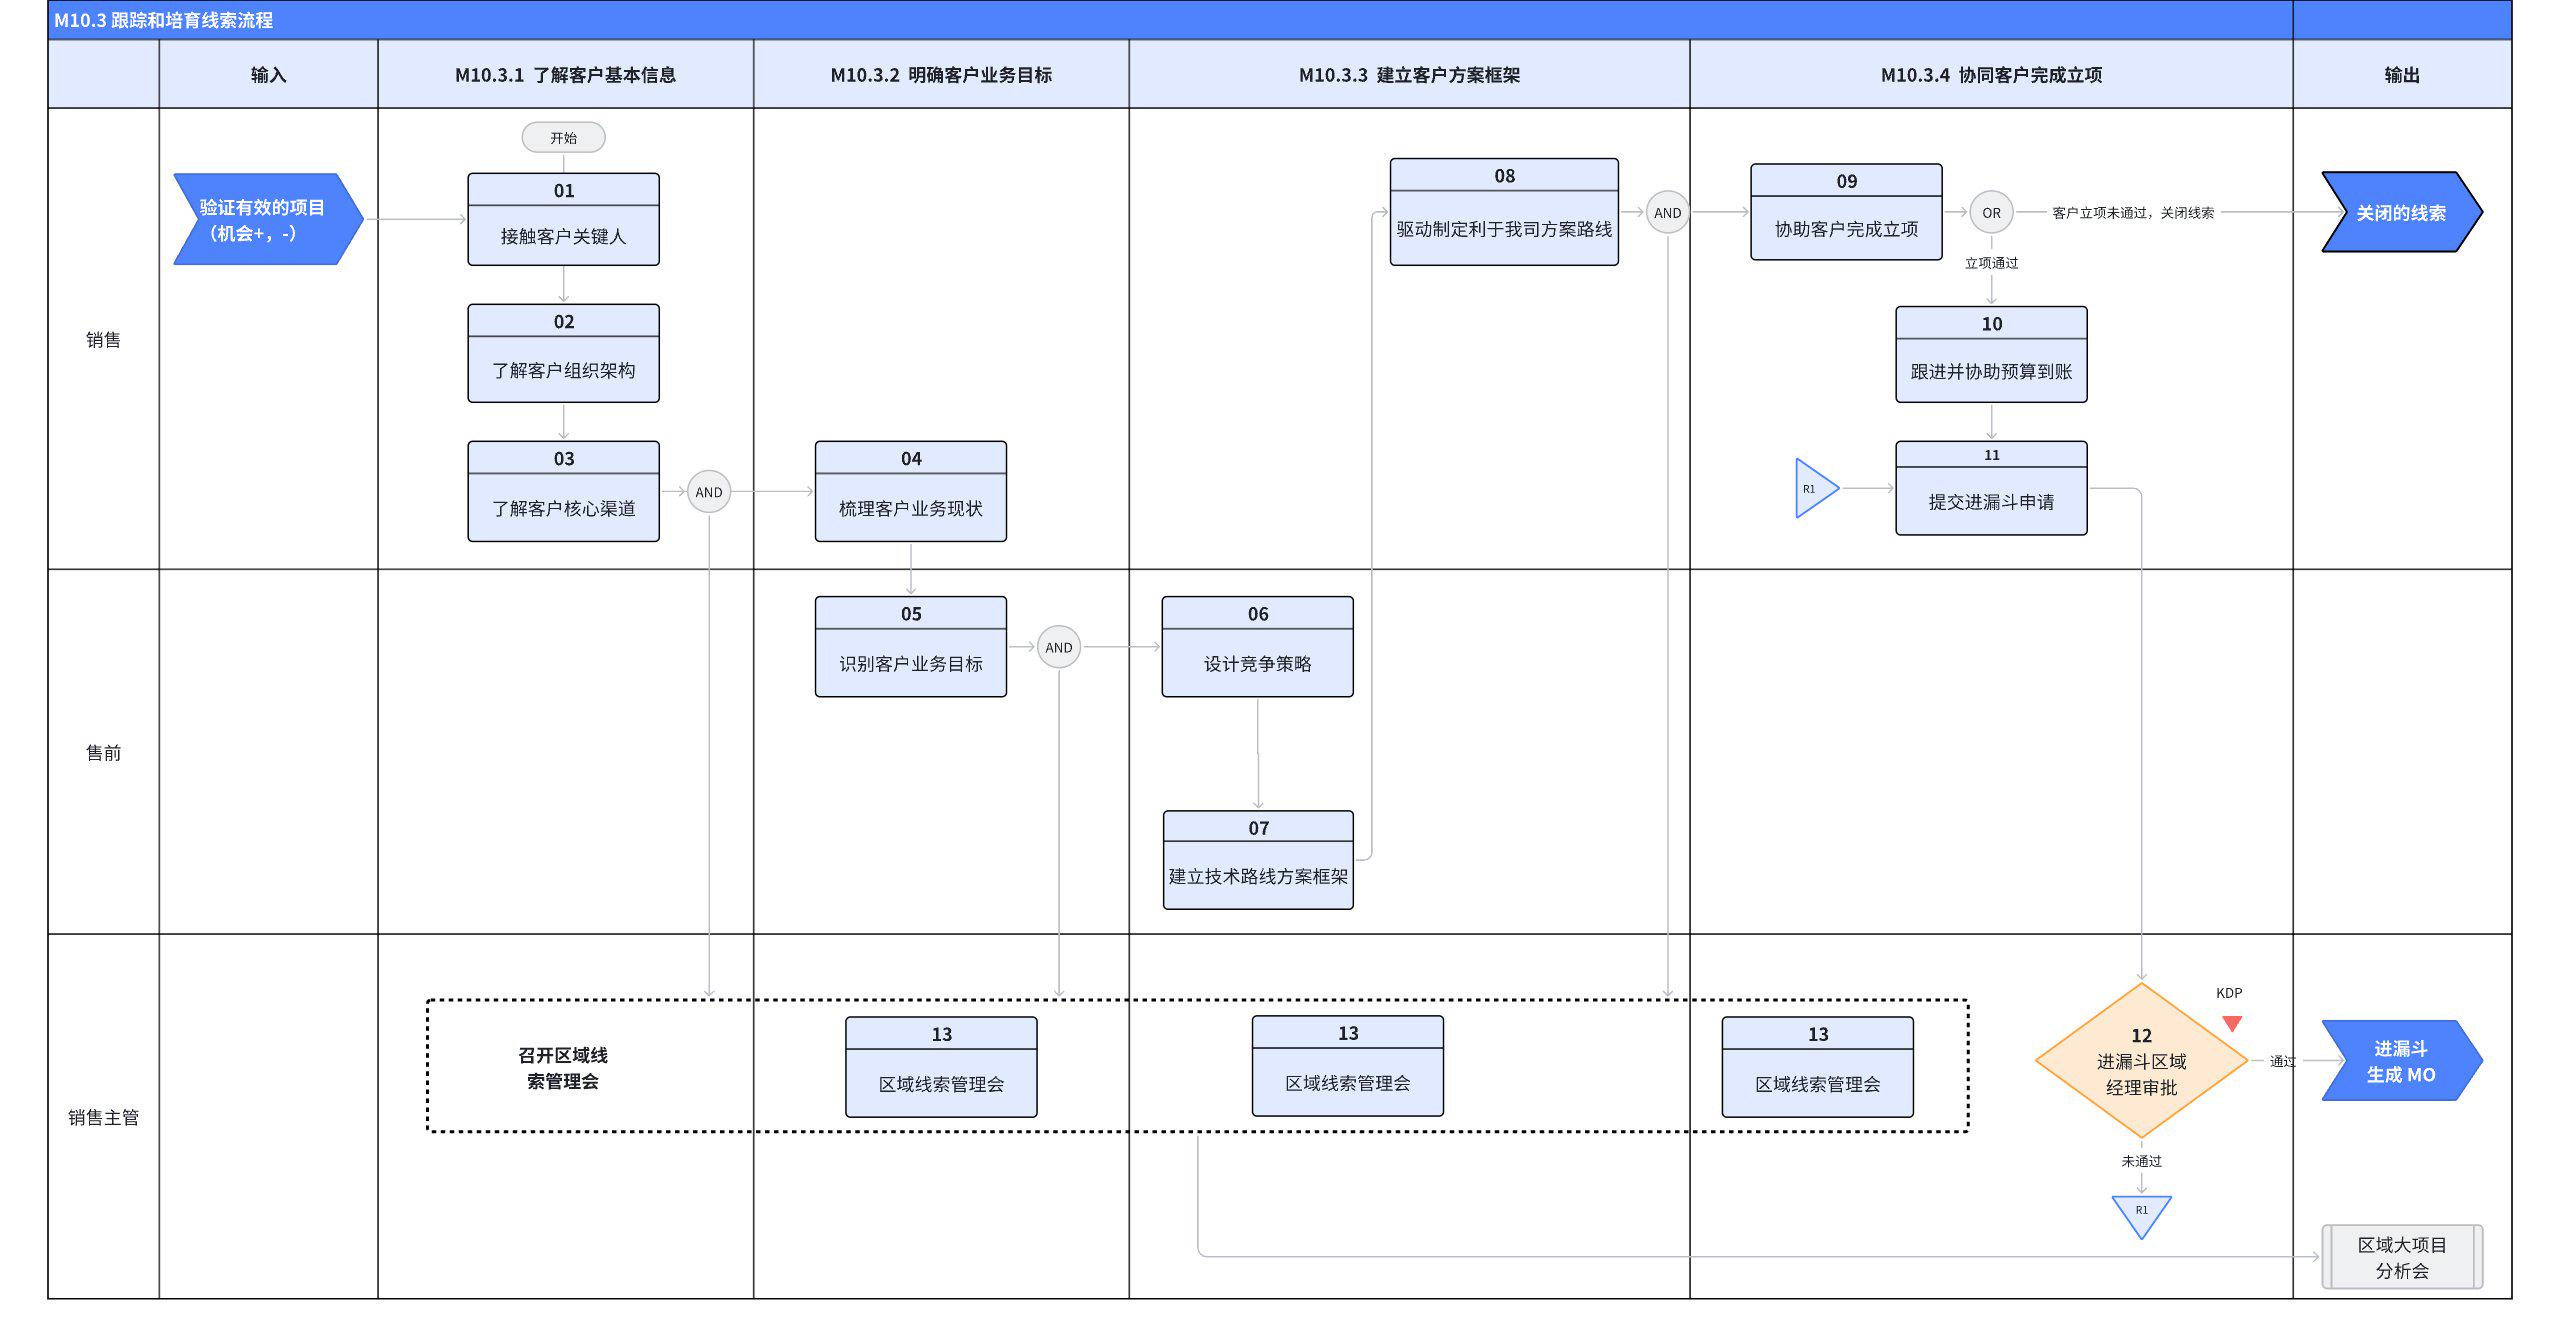 M10.3 跟踪和培育线索流程
输入
M10.3.1 了解客户基本信息
M10.3.2 明确客户业务目标
M10.3.3 建立客户方案框架
M10.3.4 协同客户完成立项
输出
销售
验证有效的项目
（机会+，-）
开始
01
接触客户关键人
02
了解客户组织架构
03
了解客户核心渠道
AND
04
梳理客户业务现状
08
驱动制定利于我司方案路线
AND
09
协助客户完成立项
OR
客户立项未通过，关闭线索
关闭的线索
立项通过
10
跟进并协助预算到账
R1
11
提交进漏斗申请
售前
05
识别客户业务目标
AND
06
设计竞争策略
07
建立技术路线方案框架
销售主管
召开区域线
索管理会
13
区域线索管理会
13
区域线索管理会
13
区域线索管理会
KDP
12
进漏斗区域
经理审批
通过
进漏斗
生成 MO
未通过
R1
区域大项目
分析会